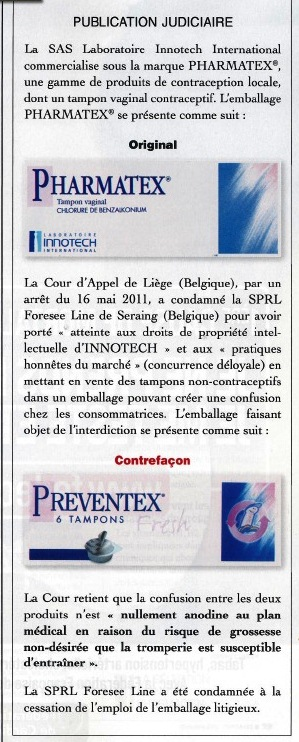 PUBLICATION JUDICIAIRE
La SAS Laboratoire Innotech International
commercialise sous la marque PHARMATEX®,
une gamme de produits de contraception locale,
dont un tampon vaginal contraceptif. L'emballage
PHARMATEX® se présente comme suit :
Original
PHARMATEX®
Tampon vaginal
CHLORURE DE BENZALKONIUM
LABORATOIRE
INNOTECH
INTERNATIONAL
La Cour d'Appel de Liège (Belgique), par un
arrêt du 16 mai 2011, a condamné la SPRL
Foresee Line de Seraing (Belgique) pour avoir
porté « atteinte aux droits de propriété intel-
lectuelle d'INNOTECH » et aux « pratiques
honnêtes du marché » (concurrence déloyale) en
mettant en vente des tampons non-contraceptifs
dans un emballage pouvant créer une confusion
chez les consommatrices. L'emballage faisant
objet de l'interdiction se présente comme suit :
Contrefaçon
PREVENTEX®
6 TAMPONS
Fresh
La Cour retient que la confusion entre les deux
produits n'est « nullement anodine au plan
médical en raison du risque de grossesse
non-désirée que la tromperie est susceptible
d'entraîner ».
La SPRL Foresee Line a été condamnée à la
cessation de l'emploi de l'emballage litigieux.